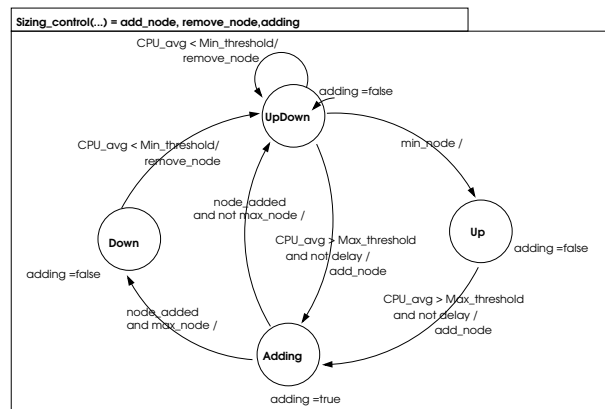 Sizing_control(...) = add_node, remove_node,adding
CPU_avg < Min_threshold/
remove_node
adding =false
UpDown
CPU_avg < Min_threshold/
remove_node
min_node /
node_added
and not max_node /
Down
Up
CPU_avg > Max_threshold
and not delay /
add_node
adding =false
adding =false
node_added
and max_node /
CPU_avg > Max_threshold
and not delay /
add_node
Adding
adding =true